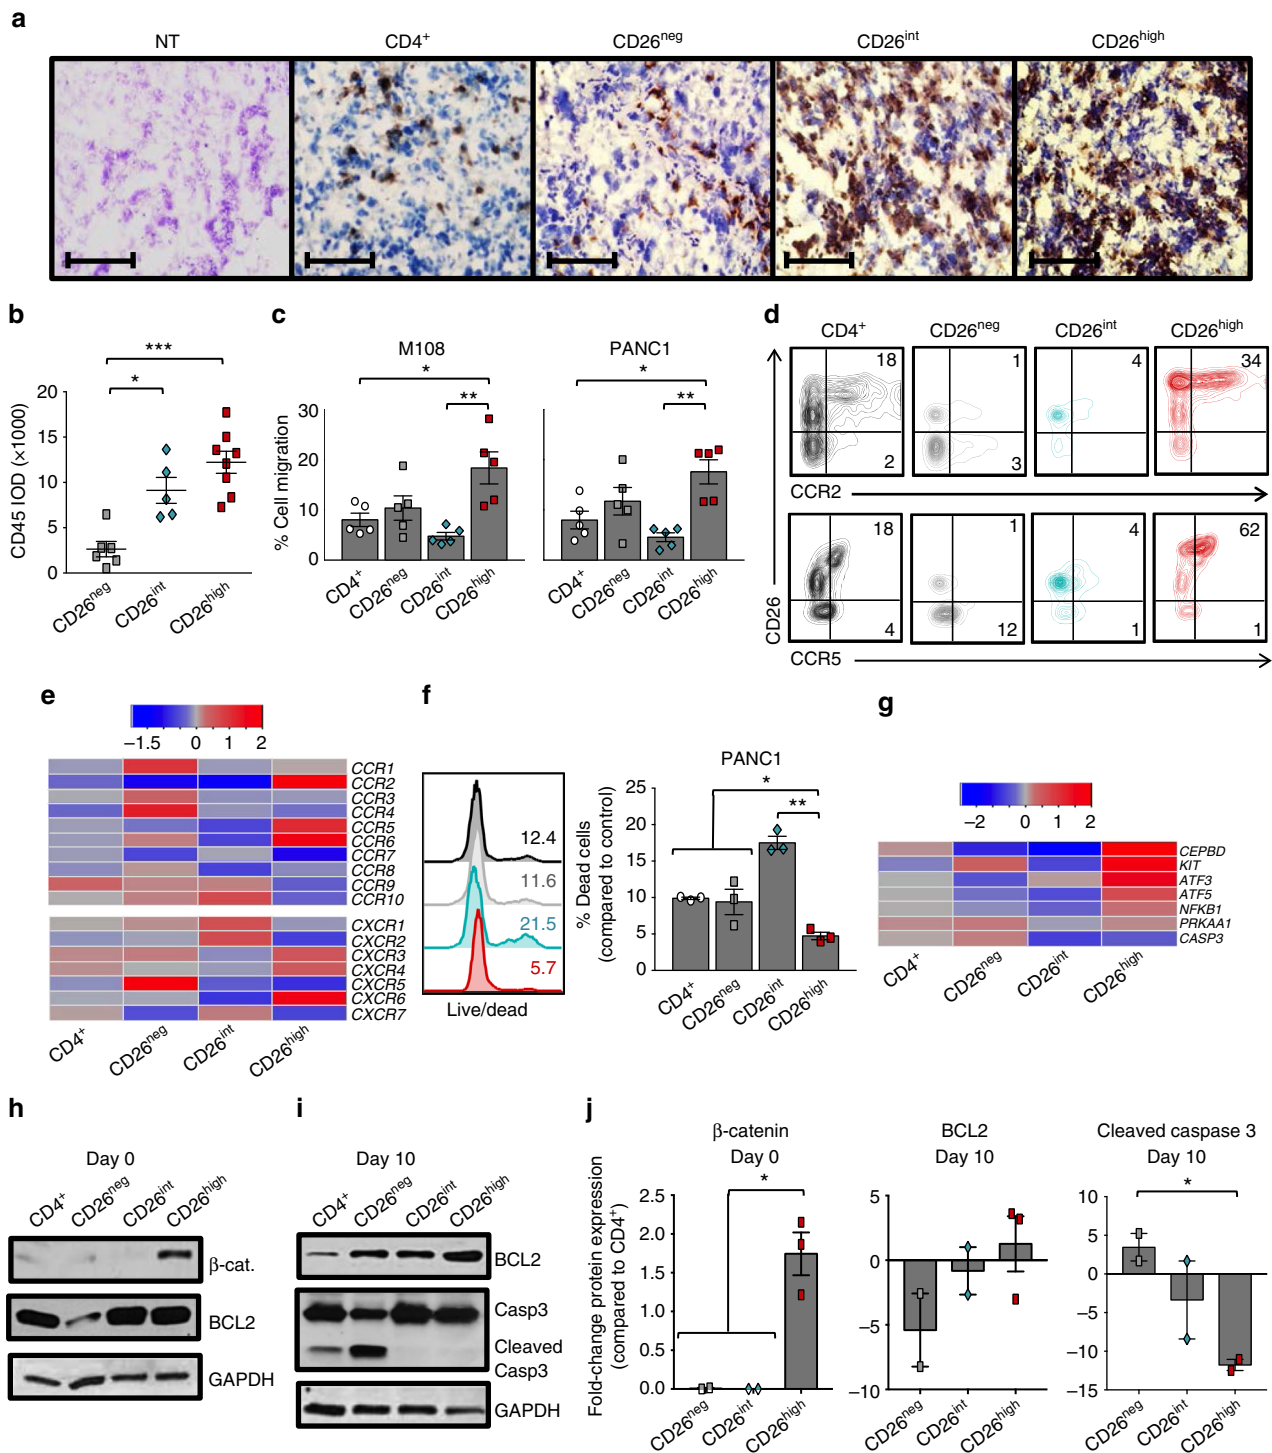 a
NT
CD4+
CD26neg
CD26int
CD26high
b
***
*
CD45 IOD (×1000)
20
15
10
5
0
CD26neg
CD26int
CD26high
c
M108
*
**
% Cell migration
30
20
10
0
CD4+
CD26neg
CD26int
CD26high
PANC1
*
**
CD4+
CD26neg
CD26int
CD26high
d
CD4+
CD26neg
CD26int
CD26high
18
2
1
3
4
34
CCR2
18
4
1
12
4
1
62
1
CD26
CCR5
e
−1.5 0 1 2
CCR1
CCR2
CCR3
CCR4
CCR5
CCR6
CCR7
CCR8
CCR9
CCR10
CXCR1
CXCR2
CXCR3
CXCR4
CXCR5
CXCR6
CXCR7
CD4+
CD26neg
CD26int
CD26high
f
12.4
11.6
21.5
5.7
Live/dead
PANC1
*
**
% Dead cells
(compared to control)
25
20
15
10
5
0
CD4+
CD26neg
CD26int
CD26high
g
−2 0 1 2
CEPBD
KIT
ATF3
ATF5
NFKB1
PRKAA1
CASP3
CD4+
CD26neg
CD26int
CD26high
h
Day 0
CD4+
CD26neg
CD26int
CD26high
β-cat.
BCL2
GAPDH
i
Day 10
CD4+
CD26neg
CD26int
CD26high
BCL2
Casp3
Cleaved
Casp3
GAPDH
j
Fold-change protein expression
(compared to CD4+)
β-catenin
Day 0
*
2.5
2.0
1.5
1.0
0.5
0.0
CD26neg
CD26int
CD26high
BCL2
Day 10
5
0
−5
−10
CD26neg
CD26int
CD26high
Cleaved caspase 3
Day 10
*
10
5
0
−5
−10
−15
CD26neg
CD26int
CD26high